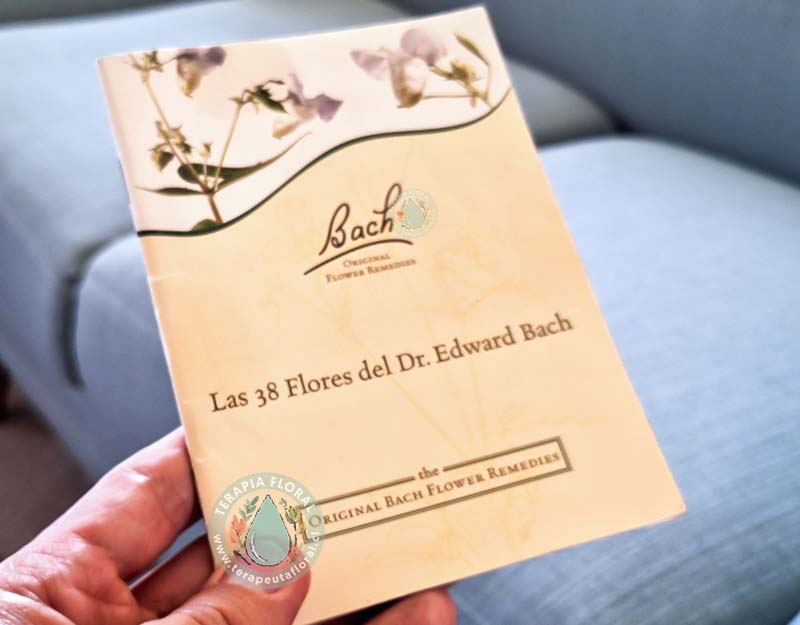 Bach
ORIGINAL
FLOWER REMEDIES
Las 38 Flores del Dr. Edward Bach
the
ORIGINAL BACH FLOWER REMEDIES
TERAPIA FLORAL
www.terapeutafloral.cl